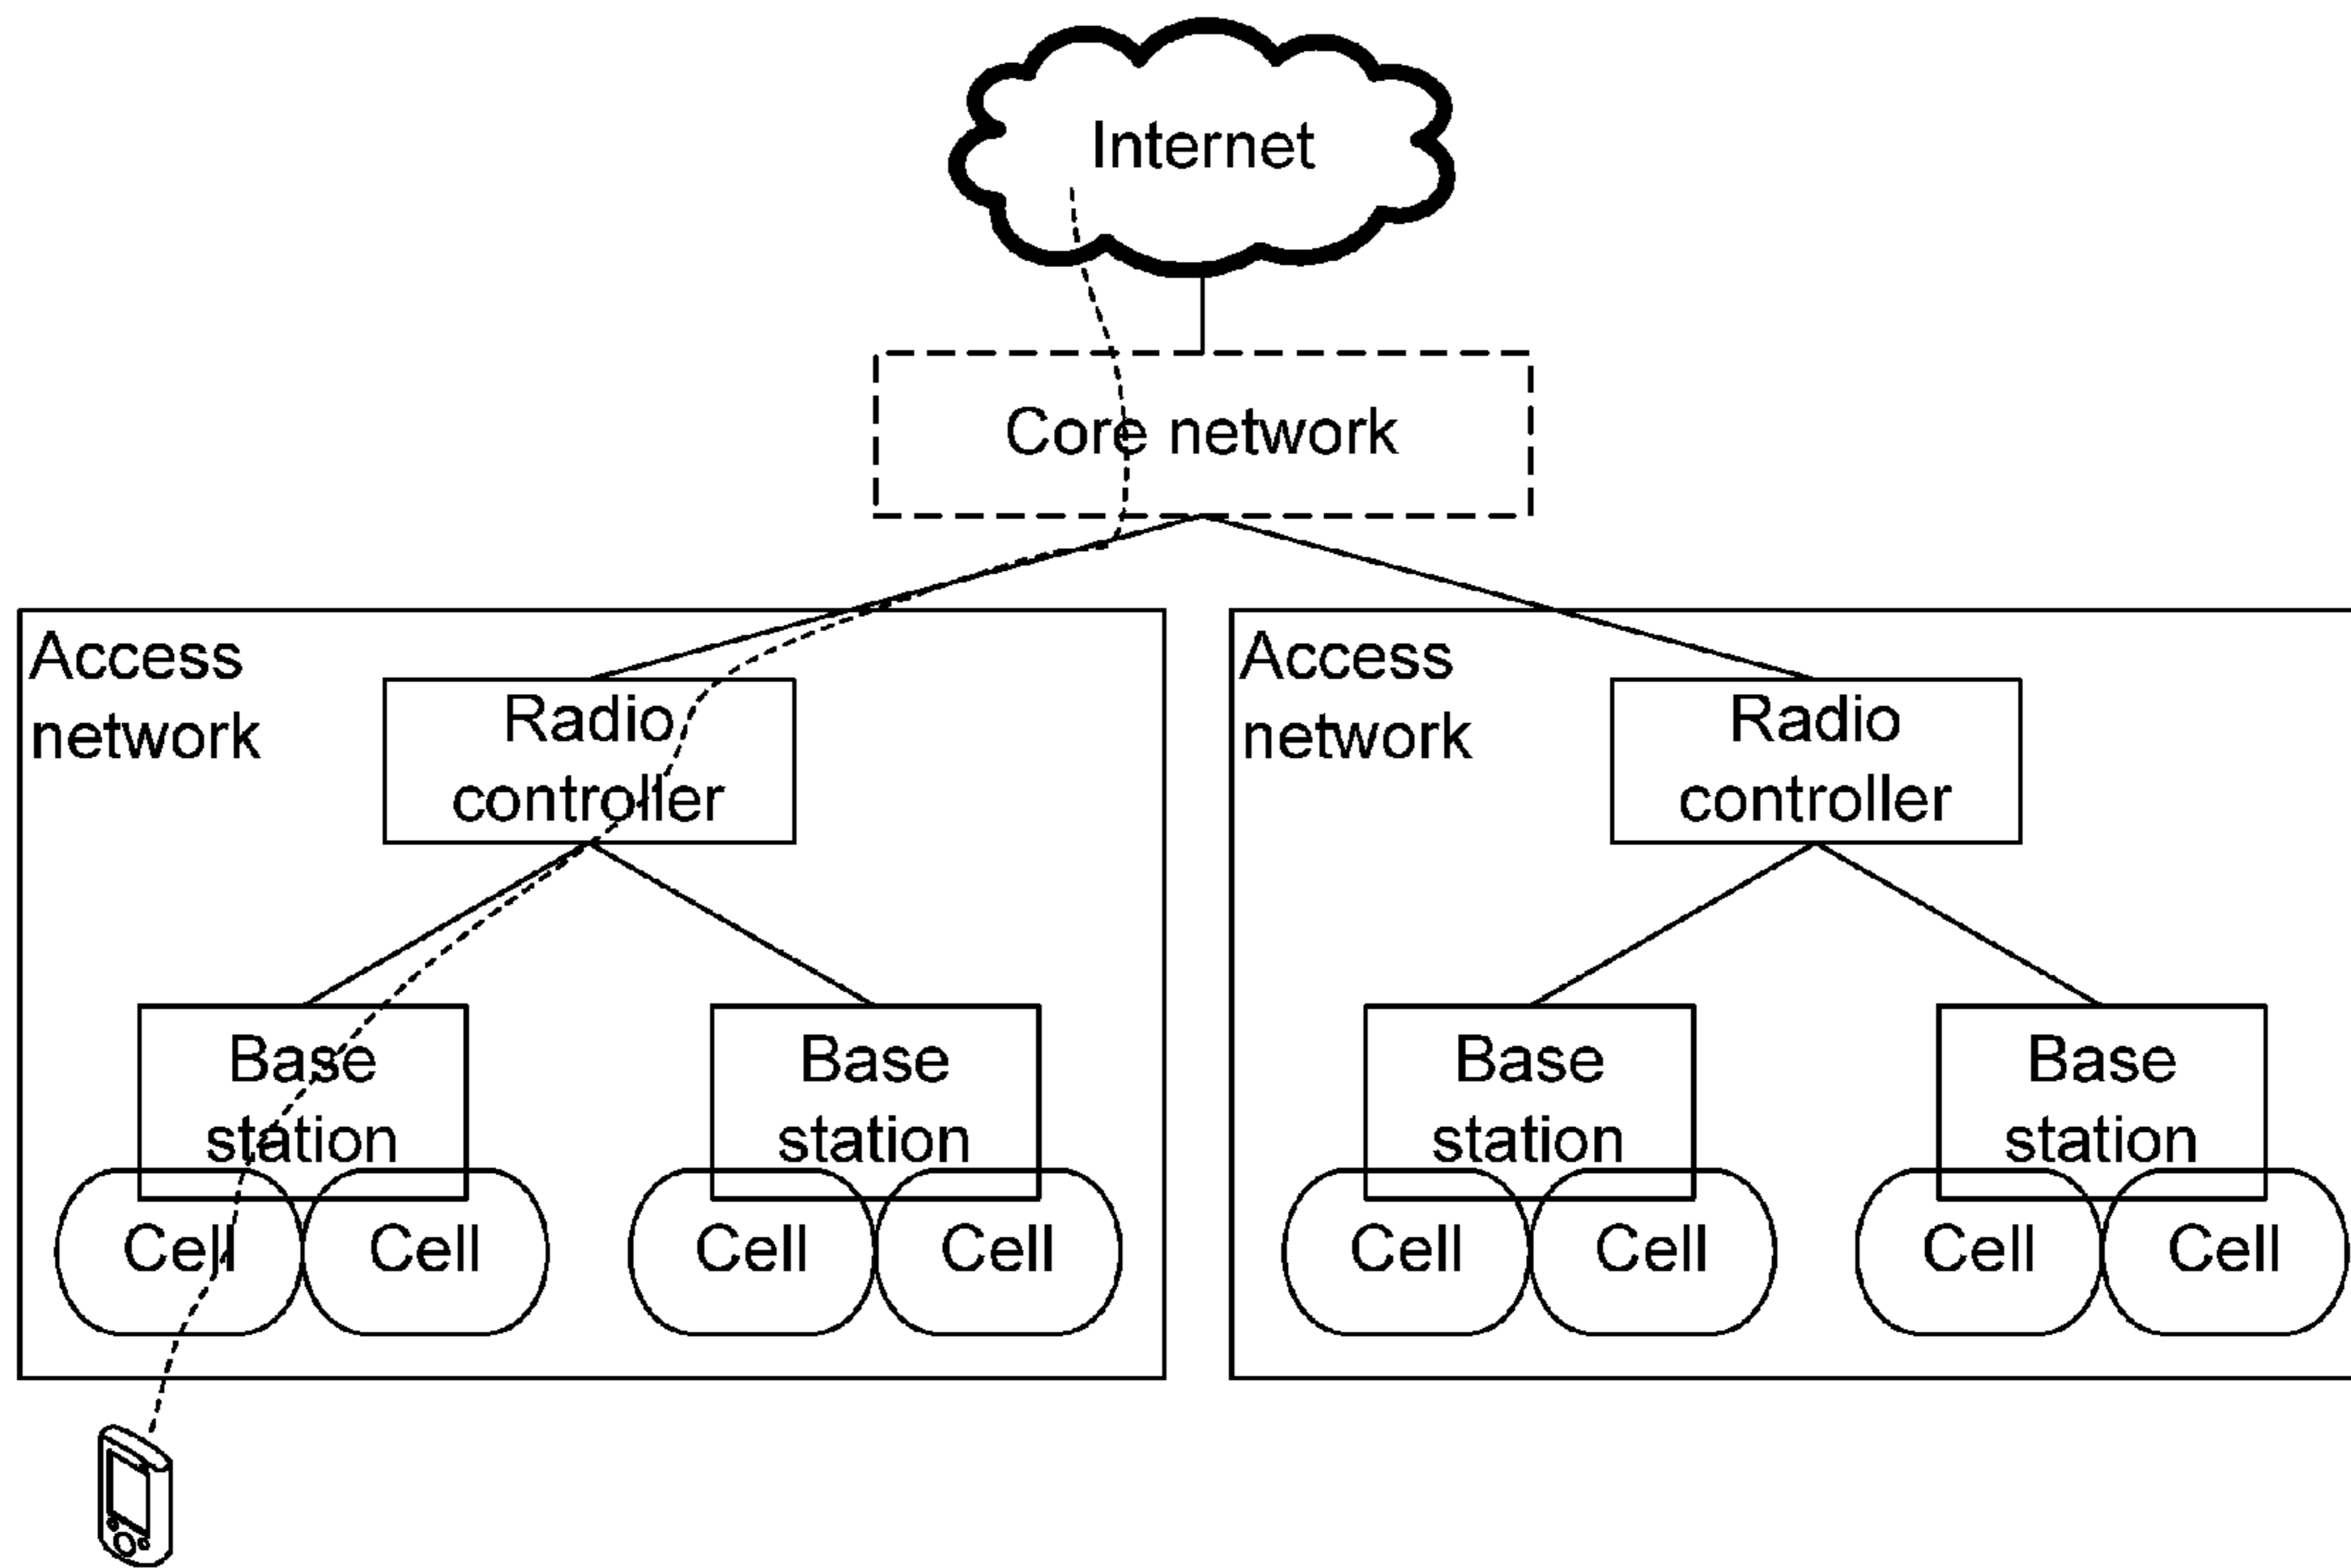 Internet
Core network
Access
network
Radio
controller
Base
station
Cell
Cell
Base
station
Cell
Cell
Access
network
Radio
controller
Base
station
Cell
Cell
Base
station
Cell
Cell